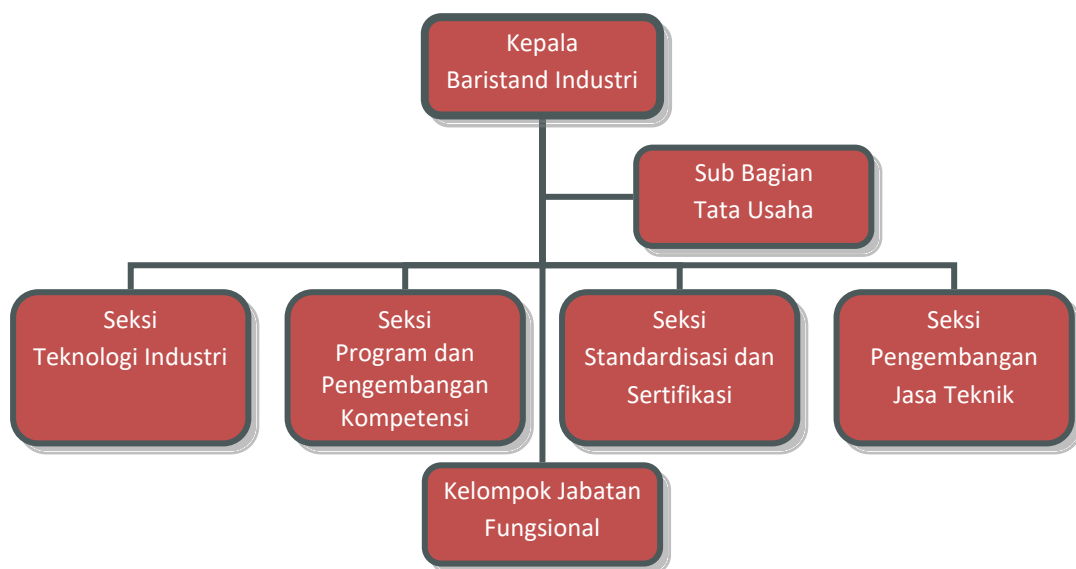 Kepala
Baristand Industri
Sub Bagian
Tata Usaha
Seksi
Teknologi Industri
Seksi
Program dan
Pengembangan
Kompetensi
Seksi
Standardisasi dan
Sertifikasi
Seksi
Pengembangan
Jasa Teknik
Kelompok Jabatan
Fungsional